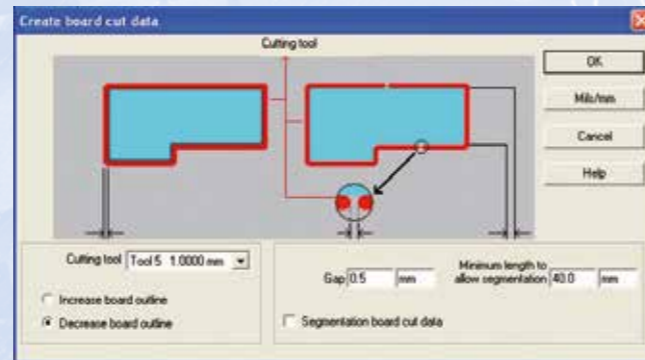 Create board cut data
Cutting tool
OK
Mils/mm
Cancel
Help
Cutting tool Tool 5 1.0000 mm
Increase board outline
Decrease board outline
Gap 0.5 mm
Minimum length to
allow segmentation 40.0 mm
Segmentation board cut data